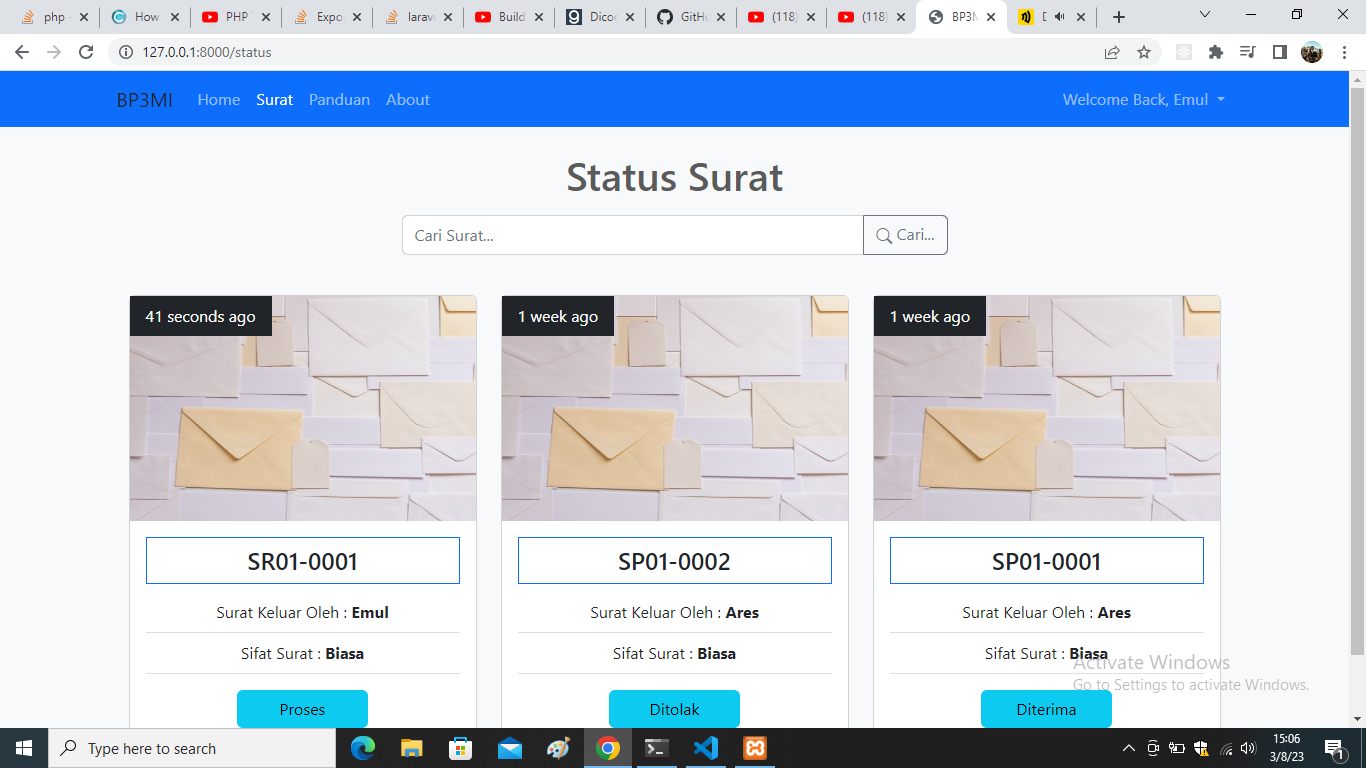 php
How
PHP
Expo
larav
Build
Dico
GitHu
(118)
(118)
BP3M
127.0.0.1:8000/status
BP3MI Home Surat Panduan About Welcome Back, Emul
Status Surat
Cari Surat... Cari...
41 seconds ago 1 week ago 1 week ago
SR01-0001 SP01-0002 SP01-0001
Surat Keluar Oleh : Emul Surat Keluar Oleh : Ares Surat Keluar Oleh : Ares
Sifat Surat : Biasa Sifat Surat : Biasa Sifat Surat : Biasa
Activate Windows
Go to Settings to activate Windows.
Proses Ditolak Diterima
Type here to search
15:06
3/8/23
1